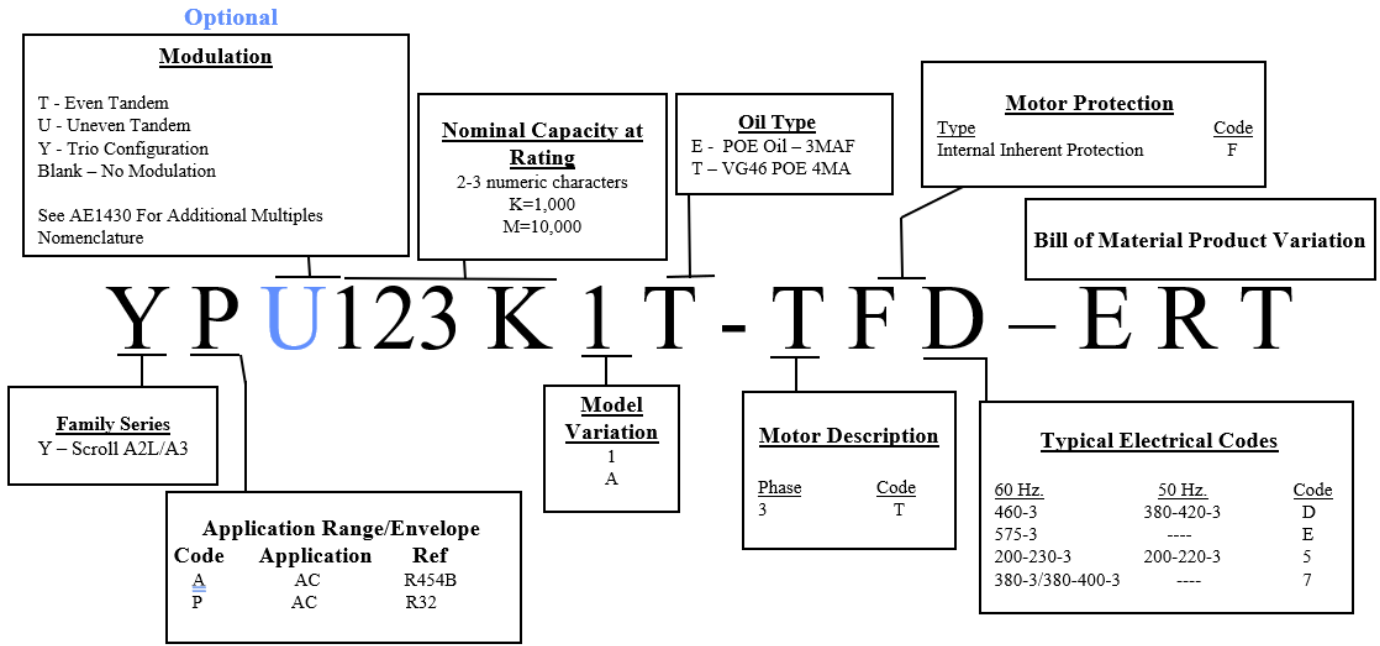 Optional
Modulation
T - Even Tandem
U - Uneven Tandem
Y - Trio Configuration
Blank – No Modulation
See AE1430 For Additional Multiples
Nomenclature
Nominal Capacity at
Rating
2-3 numeric characters
K=1,000
M=10,000
Oil Type
E - POE Oil – 3MAF
T – VG46 POE 4MA
Motor Protection
Type Code
Internal Inherent Protection F
Bill of Material Product Variation
Y P U 123 K 1 T - T F D – E R T
Family Series
Y – Scroll A2L/A3
Application Range/Envelope
Code Application Ref
A AC R454B
P AC R32
Model
Variation
1
A
Motor Description
Phase Code
3 T
Typical Electrical Codes
60 Hz. 50 Hz. Code
460-3 380-420-3 D
575-3 ---- E
200-230-3 200-220-3 5
380-3/380-400-3 ---- 7